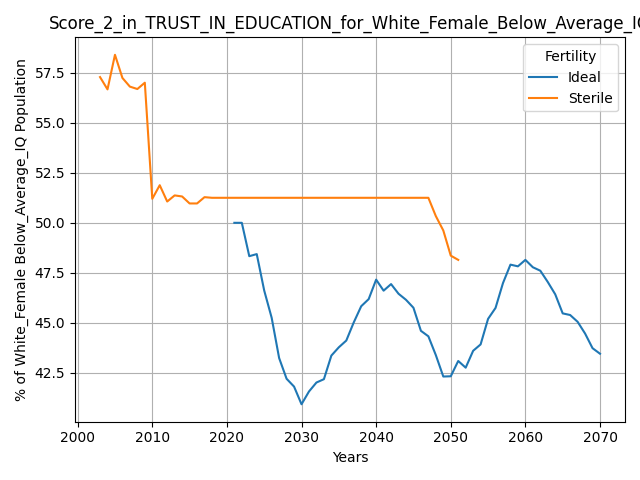 Score_2_in_TRUST_IN_EDUCATION_for_White_Female_Below_Average_IQ
% of White_Female Below_Average_IQ Population
57.5
55.0
52.5
50.0
47.5
45.0
42.5
Fertility
Ideal
Sterile
2000 2010 2020 2030 2040 2050 2060 2070
Years